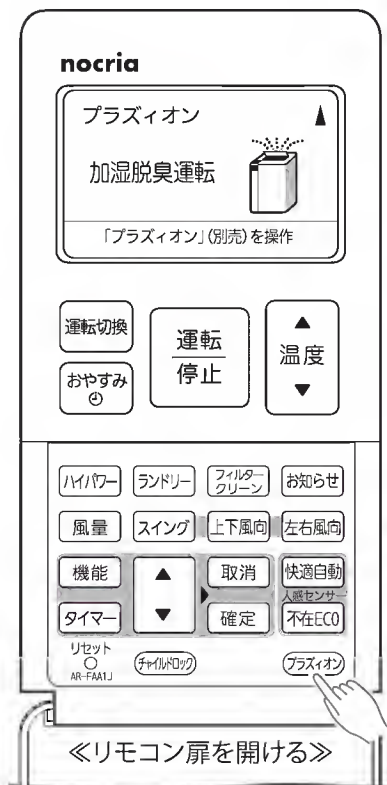 nocria
プラズィオン
加湿脱臭運転
「プラズィオン」(別売)を操作
運転切換
運転
停止
温度
おやすみ
ハイパワー
ランドリー
フィルター
クリーン
お知らせ
風量
スイング
上下風向
左右風向
機能
取消
快適自動
人感センサー
タイマー
確定
不在ECO
リセット
AR-FAA1J
チャイルドロック
プラズィオン
≪リモコン扉を開ける≫